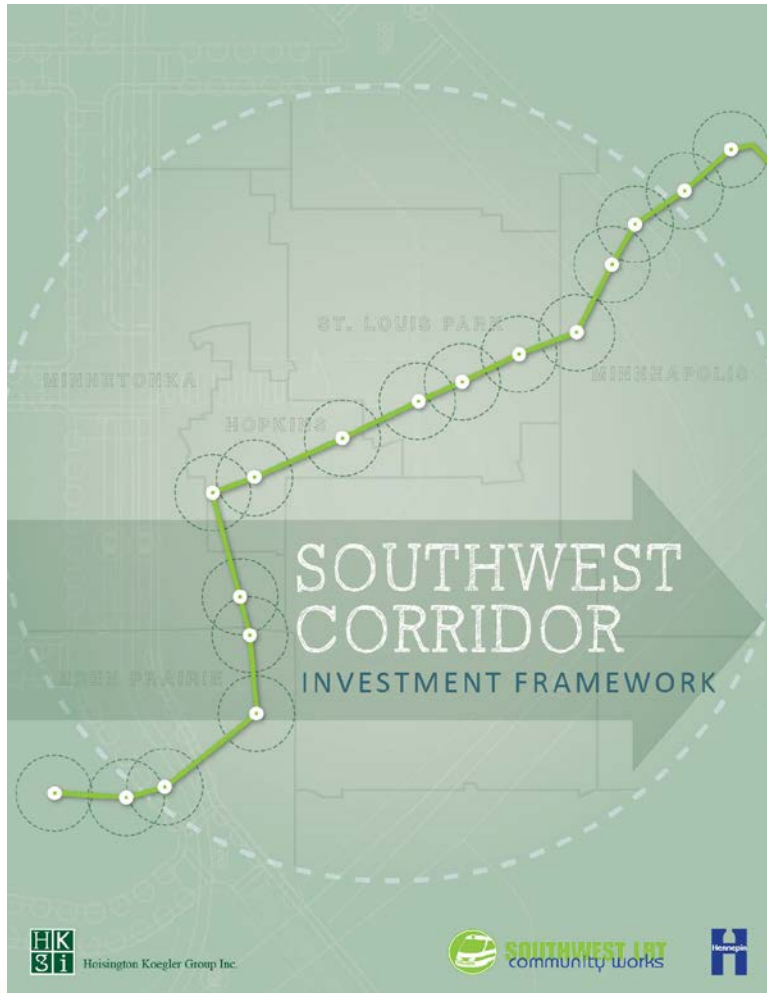 ST. LOUIS PARK
MINNETONKA
MINNEAPOLIS
HOPKINS
SOUTHWEST
CORRIDOR
EDEN PRAIRIE
INVESTMENT FRAMEWORK
HK
Gi
Hoisington Koegler Group Inc.
SOUTHWEST LRT
community works
Hennepin